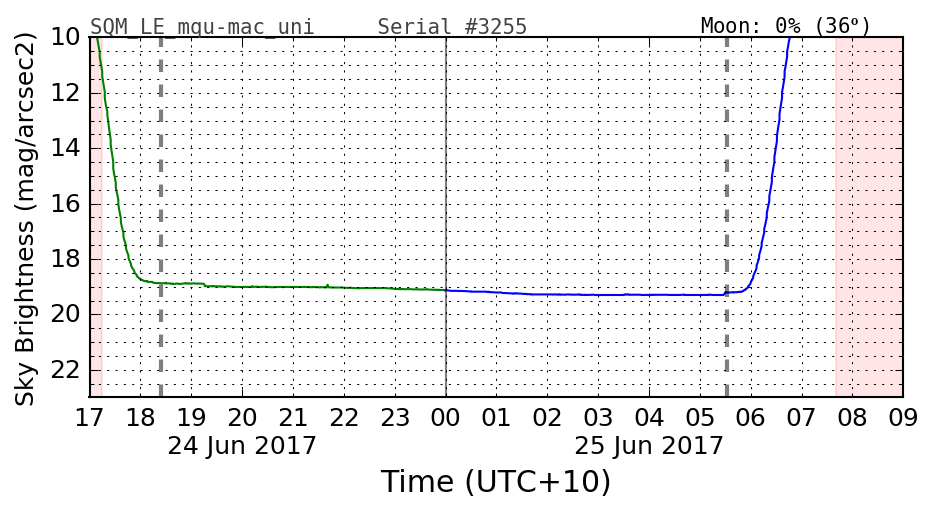 SQM_LE_mqu-mac_uni Serial #3255 Moon: 0% (36°)
10
12
14
16
18
20
22
Sky Brightness (mag/arcsec2)
17 18 19 20 21 22 23 00 01 02 03 04 05 06 07 08 09
24 Jun 2017 25 Jun 2017
Time (UTC+10)